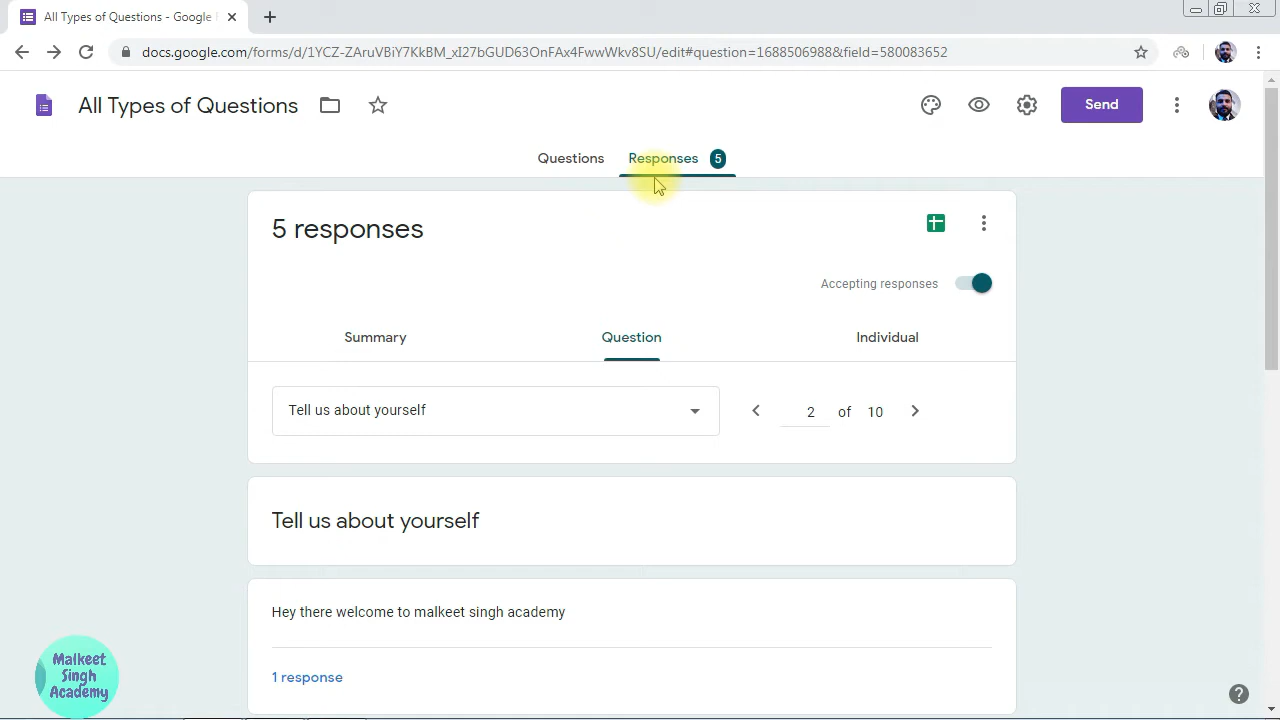 All Types of Questions - Google
docs.google.com/forms/d/1YCZ-ZAruVBiY7KkBM_xI27bGUD63OnFAx4FwwWkv8SU/edit#question=1688506988&field=580083652
All Types of Questions
Send
Questions Responses 5
5 responses
Accepting responses
Summary Question Individual
Tell us about yourself 2 of 10
Tell us about yourself
Hey there welcome to malkeet singh academy
1 response
Malkeet
Singh
Academy